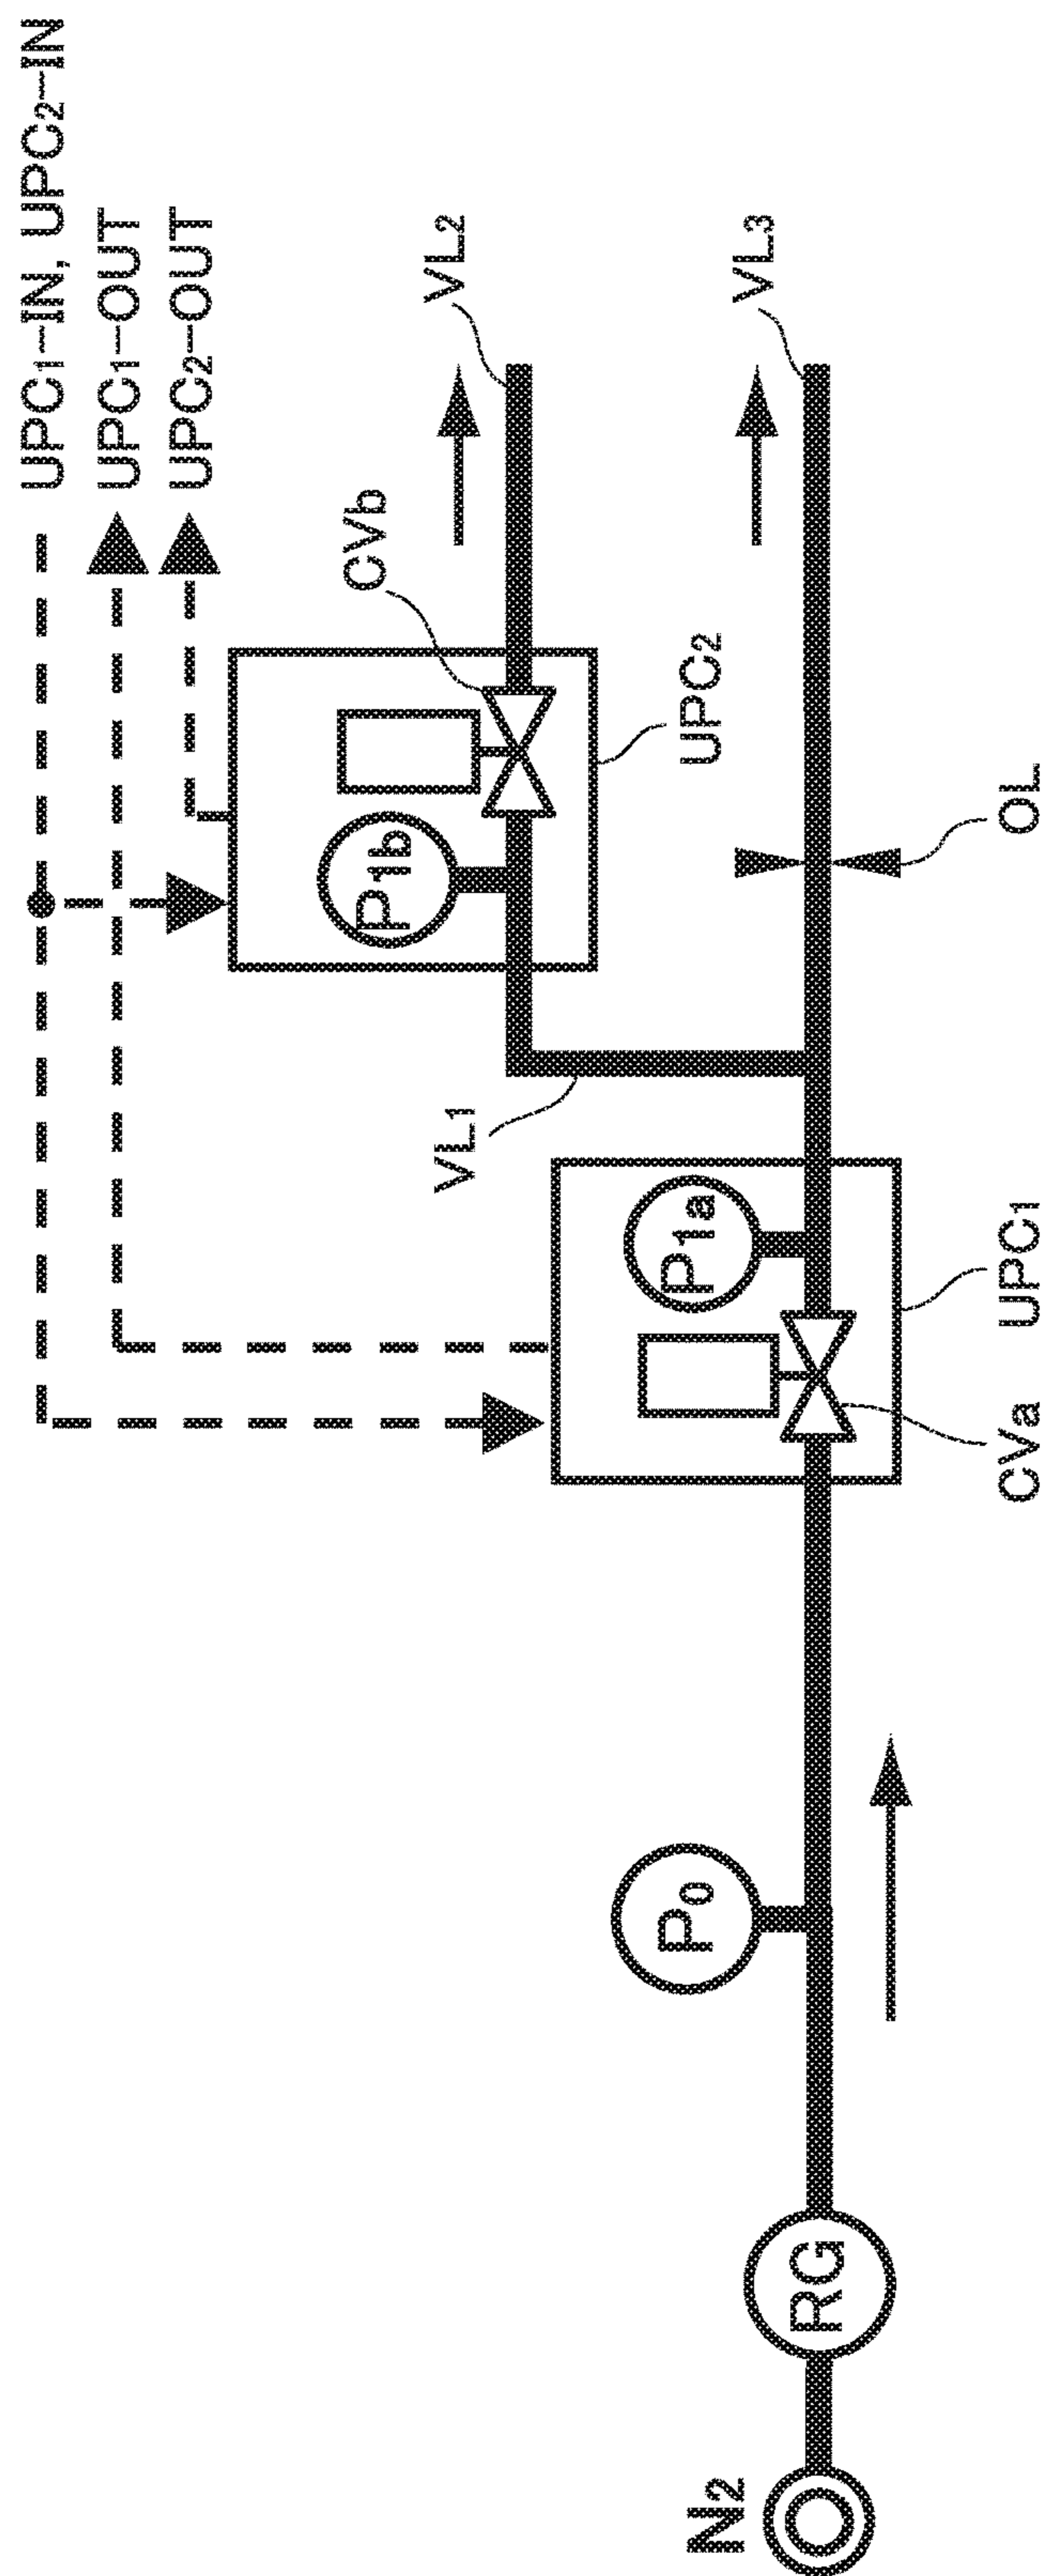 UPC1-IN, UPC2-IN
UPC1-OUT
UPC2-OUT
VL2
CVb
VL3
P1b
UPC2
OL
VL1
P1a
UPC1
CVa
P0
RG
N2